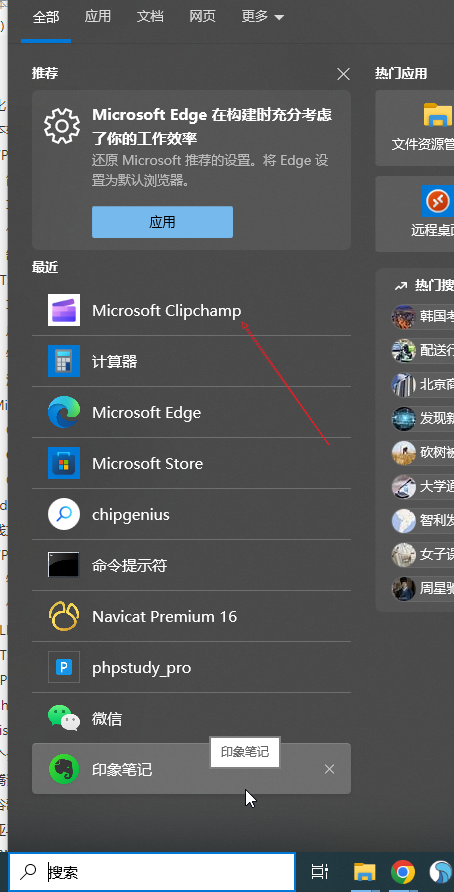 全部 应用 文档 网页 更多
推荐
Microsoft Edge 在构建时充分考虑
了你的工作效率
还原 Microsoft 推荐的设置。将 Edge 设
置为默认浏览器。
应用
最近
Microsoft Clipchamp
计算器
Microsoft Edge
Microsoft Store
chipgenius
命令提示符
Navicat Premium 16
phpstudy_pro
微信
印象笔记
印象笔记
热门应用
文件资源管
远程桌面
热门搜
韩国考
配送行
北京商
发现新
砍树被
大学通
智利发
女子误
周星驰
搜索